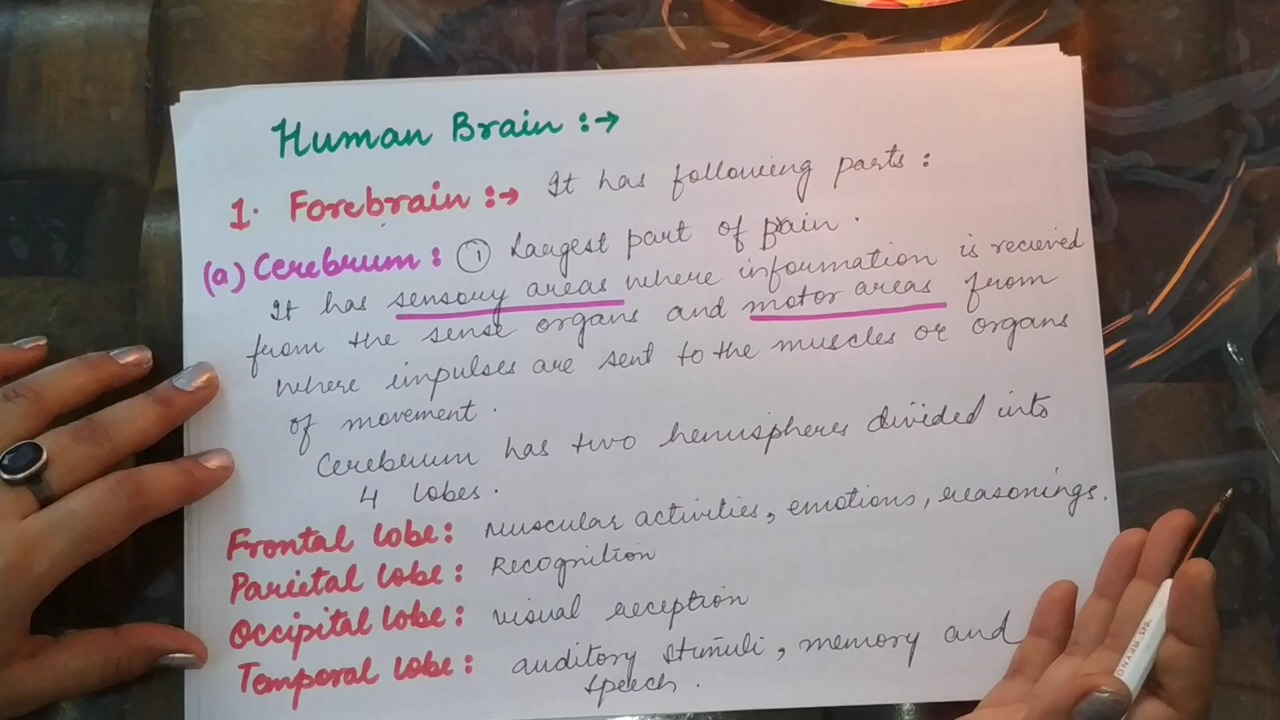 Human Brain :→
1. Forebrain :→ It has following parts :
(a) Cerebrum : ① Largest part of brain.
It has sensory areas where information is recieved
from the sense organs and motor areas from
where impulses are sent to the muscles or organs
of movement.
Cerebrum has two hemispheres divided into
4 lobes.
Frontal lobe : muscular activities, emotions, reasonings.
Parietal lobe : Recognition
Occipital lobe : visual reception
Temporal lobe : auditory stimuli, memory and
speech.